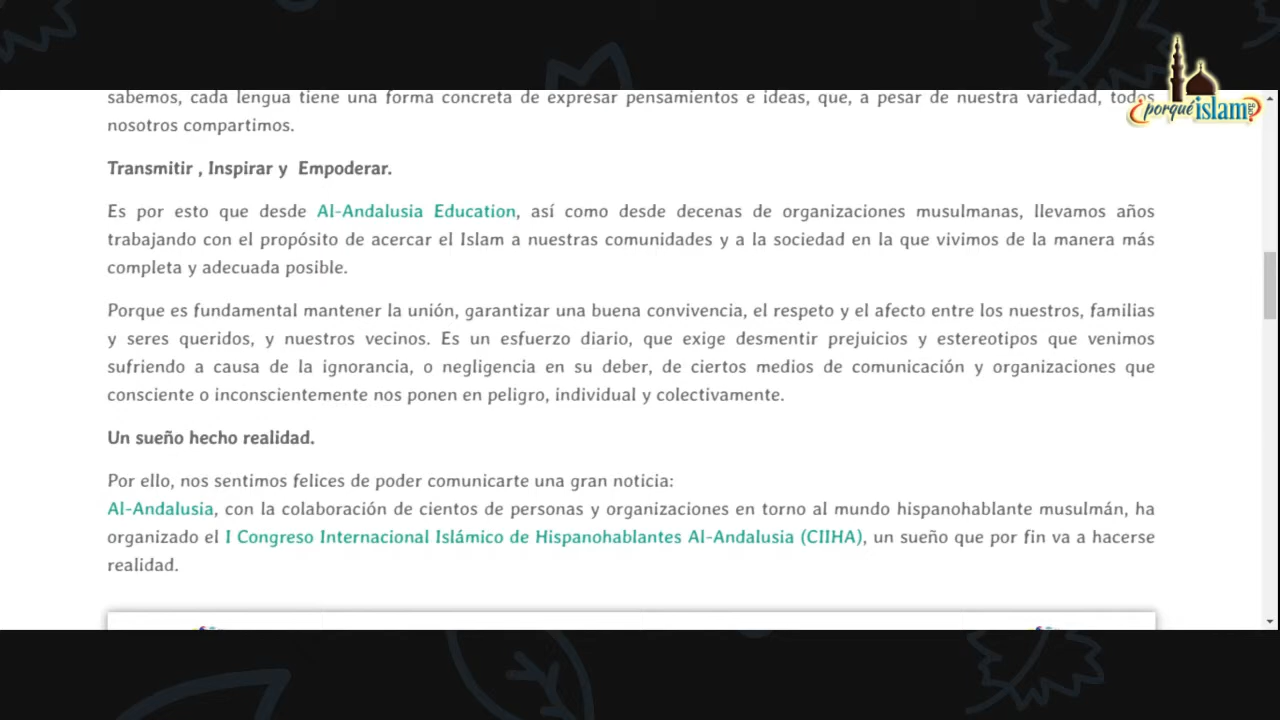 ¿porqué islam?
sabemos, cada lengua tiene una forma concreta de expresar pensamientos e ideas, que, a pesar de nuestra variedad, todos
nosotros compartimos.
Transmitir , Inspirar y  Empoderar.
Es por esto que desde Al-Andalusia Education, así como desde decenas de organizaciones musulmanas, llevamos años
trabajando con el propósito de acercar el Islam a nuestras comunidades y a la sociedad en la que vivimos de la manera más
completa y adecuada posible.
Porque es fundamental mantener la unión, garantizar una buena convivencia, el respeto y el afecto entre los nuestros, familias
y seres queridos, y nuestros vecinos. Es un esfuerzo diario, que exige desmentir prejuicios y estereotipos que venimos
sufriendo a causa de la ignorancia, o negligencia en su deber, de ciertos medios de comunicación y organizaciones que
consciente o inconscientemente nos ponen en peligro, individual y colectivamente.
Un sueño hecho realidad.
Por ello, nos sentimos felices de poder comunicarte una gran noticia:
Al-Andalusia, con la colaboración de cientos de personas y organizaciones en torno al mundo hispanohablante musulmán, ha
organizado el I Congreso Internacional Islámico de Hispanohablantes Al-Andalusia (CIIHA), un sueño que por fin va a hacerse
realidad.